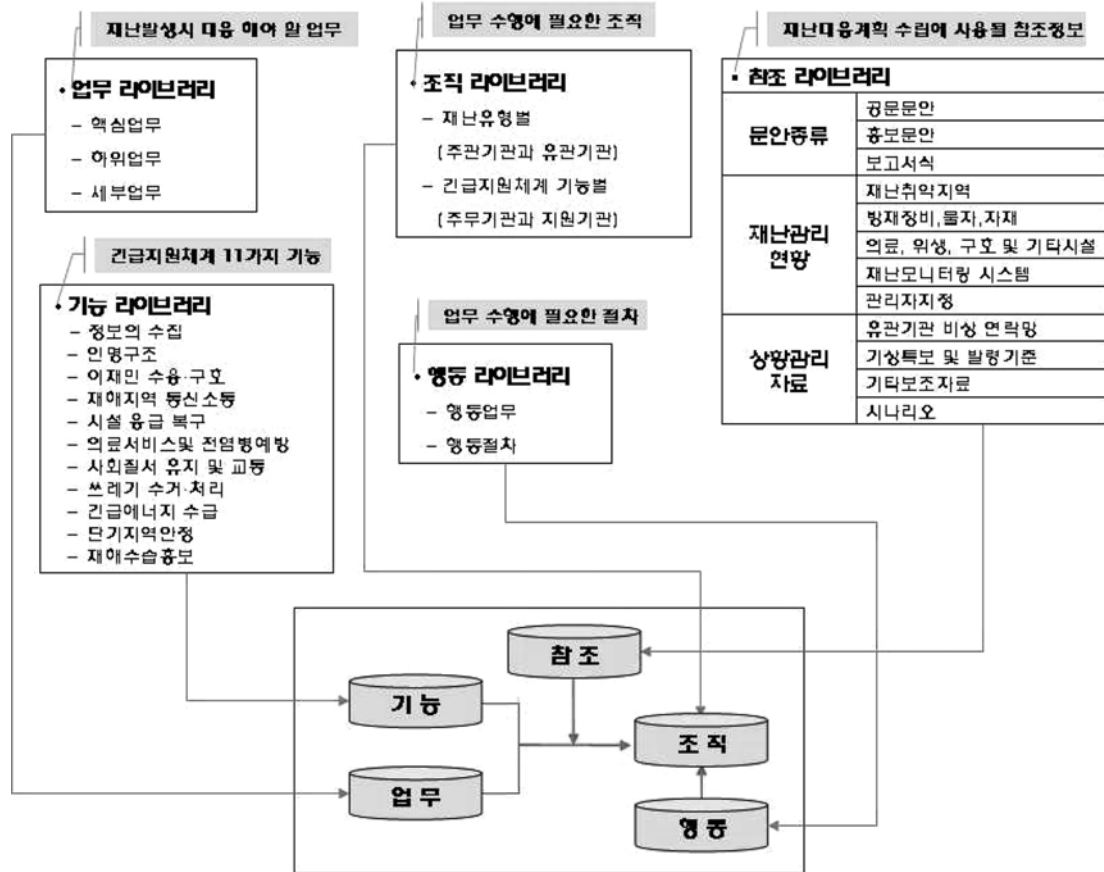 재난발생시 대응 해야 할 업무
• 업무 라이브러리
– 핵심업무
– 하위업무
– 세부업무
긴급지원체계 11가지 기능
• 기능 라이브러리
– 정보의 수집
– 인명구조
– 이재민 수용·구호
– 재해지역 통신소통
– 시설 응급 복구
– 의료서비스및 전염병예방
– 사회질서 유지 및 교통
– 쓰레기 수거·처리
– 긴급에너지 수급
– 단기지역안정
– 재해수습홍보
업무 수행에 필요한 조직
• 조직 라이브러리
– 재난유형별
(주관기관과 유관기관)
– 긴급지원체계 기능별
(주무기관과 지원기관)
업무 수행에 필요한 절차
• 행동 라이브러리
– 행동업무
– 행동절차
재난대응계획 수립에 사용될 참조정보
• 참조 라이브러리
문안종류
공문문안
홍보문안
보고서식
재난관리
현황
재난취약지역
방재장비,물자,자재
의료, 위생, 구호 및 기타시설
재난모니터링 시스템
관리자지정
상황관리
자료
유관기관 비상 연락망
기상특보 및 발령기준
기타보조자료
시나리오
참 조
기 능
조 직
업 무
행 동